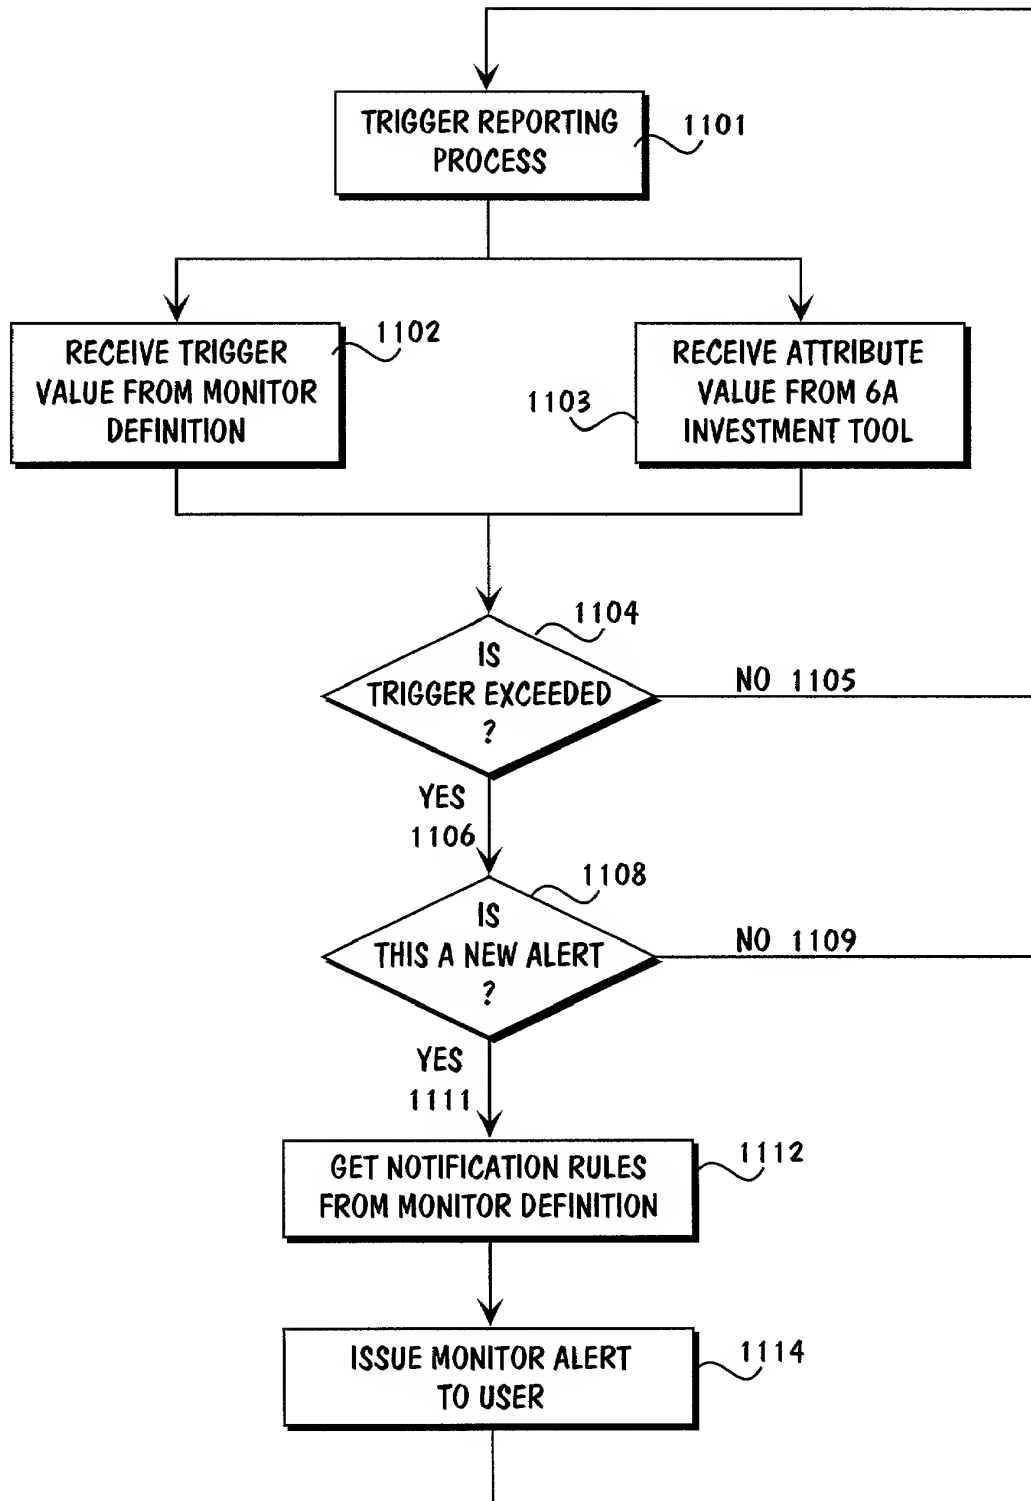 TRIGGER REPORTING
PROCESS
1101
RECEIVE TRIGGER
VALUE FROM MONITOR
DEFINITION
1102
RECEIVE ATTRIBUTE
VALUE FROM 6A
INVESTMENT TOOL
1103
1104
IS
TRIGGER EXCEEDED
?
NO 1105
YES
1106
1108
IS
THIS A NEW ALERT
?
NO 1109
YES
1111
GET NOTIFICATION RULES
FROM MONITOR DEFINITION
1112
ISSUE MONITOR ALERT
TO USER
1114